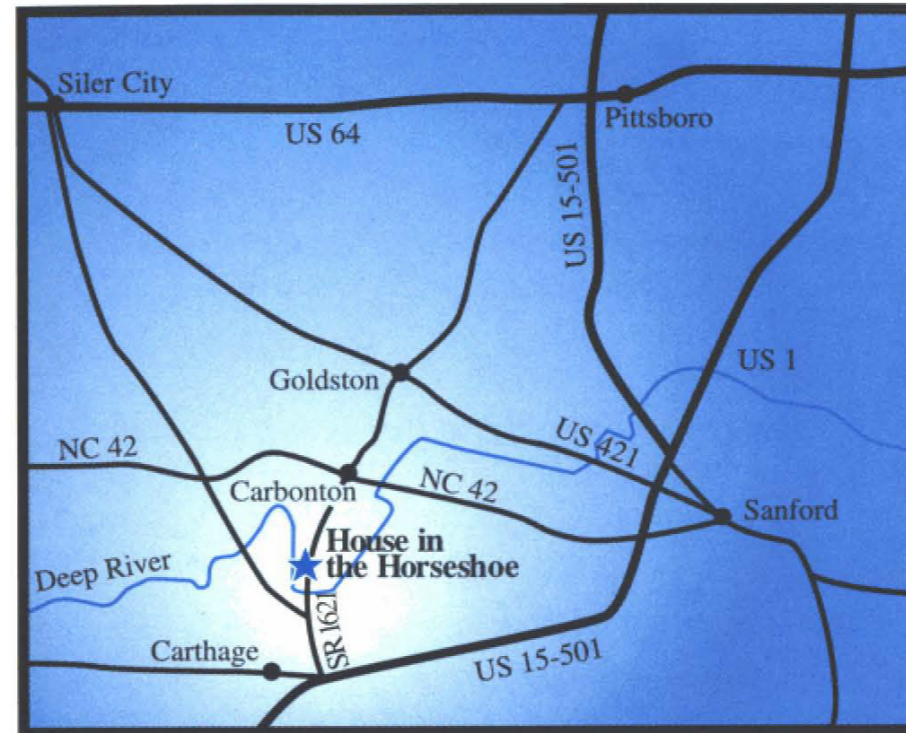 Siler City
US 64
Pittsboro
US 15-501
US 1
Goldston
NC 42
US 421
Carbonton
NC 42
Sanford
House in
the Horseshoe
Deep River
SR 1621
Carthage
US 15-501